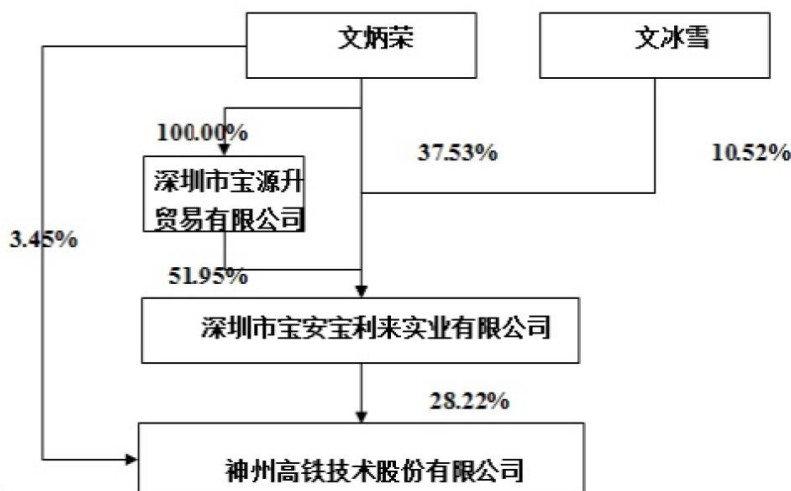 文炳荣
文冰雪
100.00%
37.53%
10.52%
深圳市宝源升
贸易有限公司
3.45%
51.95%
深圳市宝安宝利来实业有限公司
28.22%
神州高铁技术股份有限公司